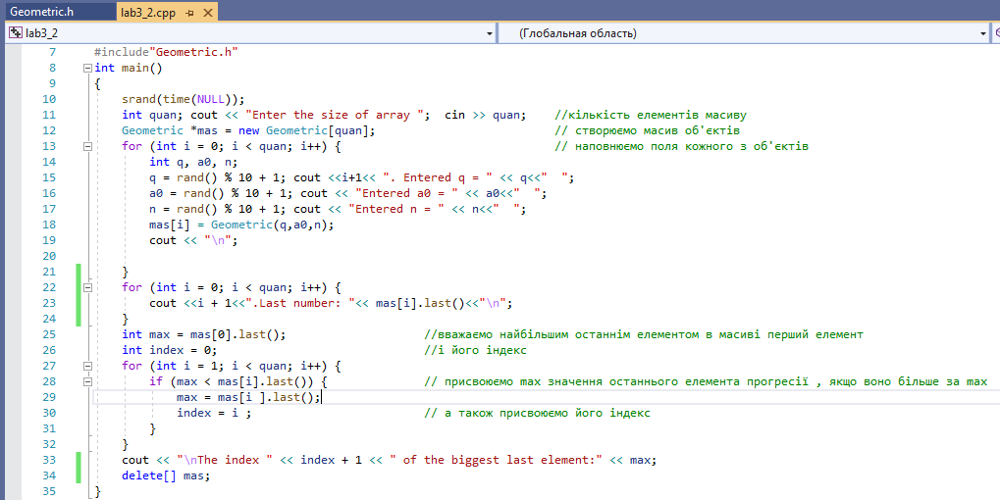 Geometric.h lab3_2.cpp
lab3_2 (Глобальная область)
7 #include"Geometric.h"
8 int main()
9 {
10 srand(time(NULL));
11 int quan; cout << "Enter the size of array ";  cin >> quan; //кількість елементів масиву
12 Geometric *mas = new Geometric[quan]; // створюємо масив об'єктів
13 for (int i = 0; i < quan; i++) { // наповнюємо поля кожного з об'єктів
14 int q, a0, n;
15 q = rand() % 10 + 1; cout <<i+1<< ". Entered q = " << q<<"  ";
16 a0 = rand() % 10 + 1; cout << "Entered a0 = " << a0<<"  ";
17 n = rand() % 10 + 1; cout << "Entered n = " << n<<"  ";
18 mas[i] = Geometric(q,a0,n);
19 cout << "\n";
20
21 }
22 for (int i = 0; i < quan; i++) {
23 cout <<i + 1<<".Last number: "<< mas[i].last()<<"\n";
24 }
25 int max = mas[0].last(); //вважаємо найбільшим останнім елементом в масиві перший елемент
26 int index = 0; //і його індекс
27 for (int i = 1; i < quan; i++) {
28 if (max < mas[i].last()) { // присвоюємо max значення останнього елемента прогресії , якщо воно більше за max
29 max = mas[i ].last();
30 index = i ; // а також присвоюємо його індекс
31 }
32 }
33 cout << "\nThe index " << index + 1 << " of the biggest last element:" << max;
34 delete[] mas;
35 }